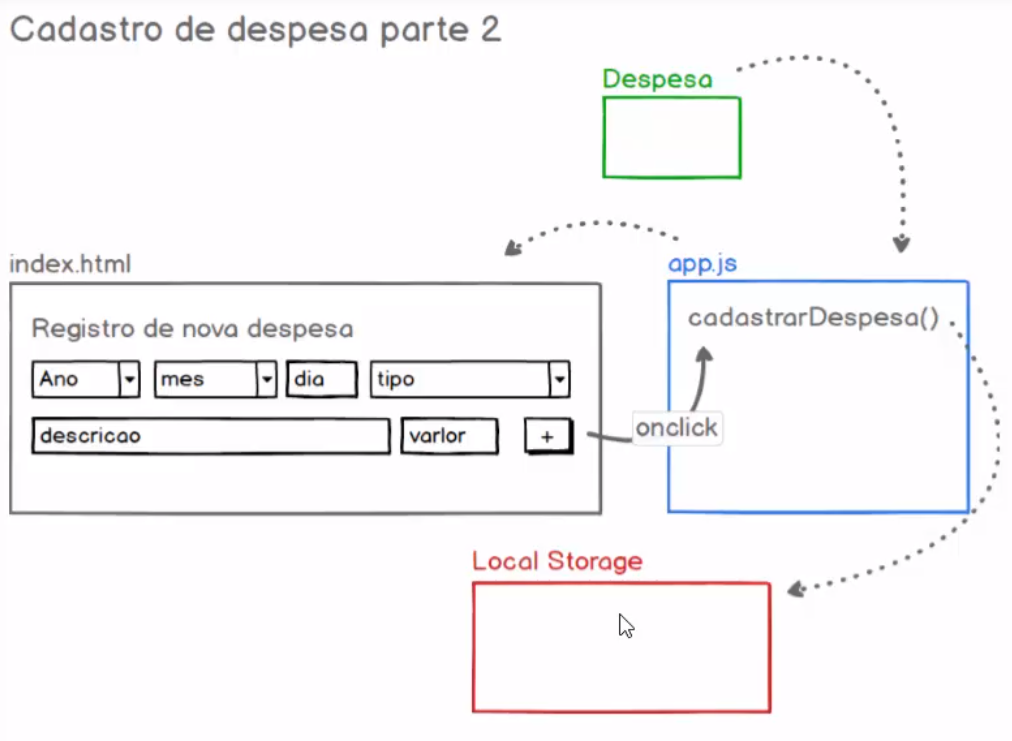 Cadastro de despesa parte 2
Despesa
index.html
app.js
Registro de nova despesa
cadastrarDespesa()
Ano
mes
dia
tipo
descricao
varlor
+
onclick
Local Storage